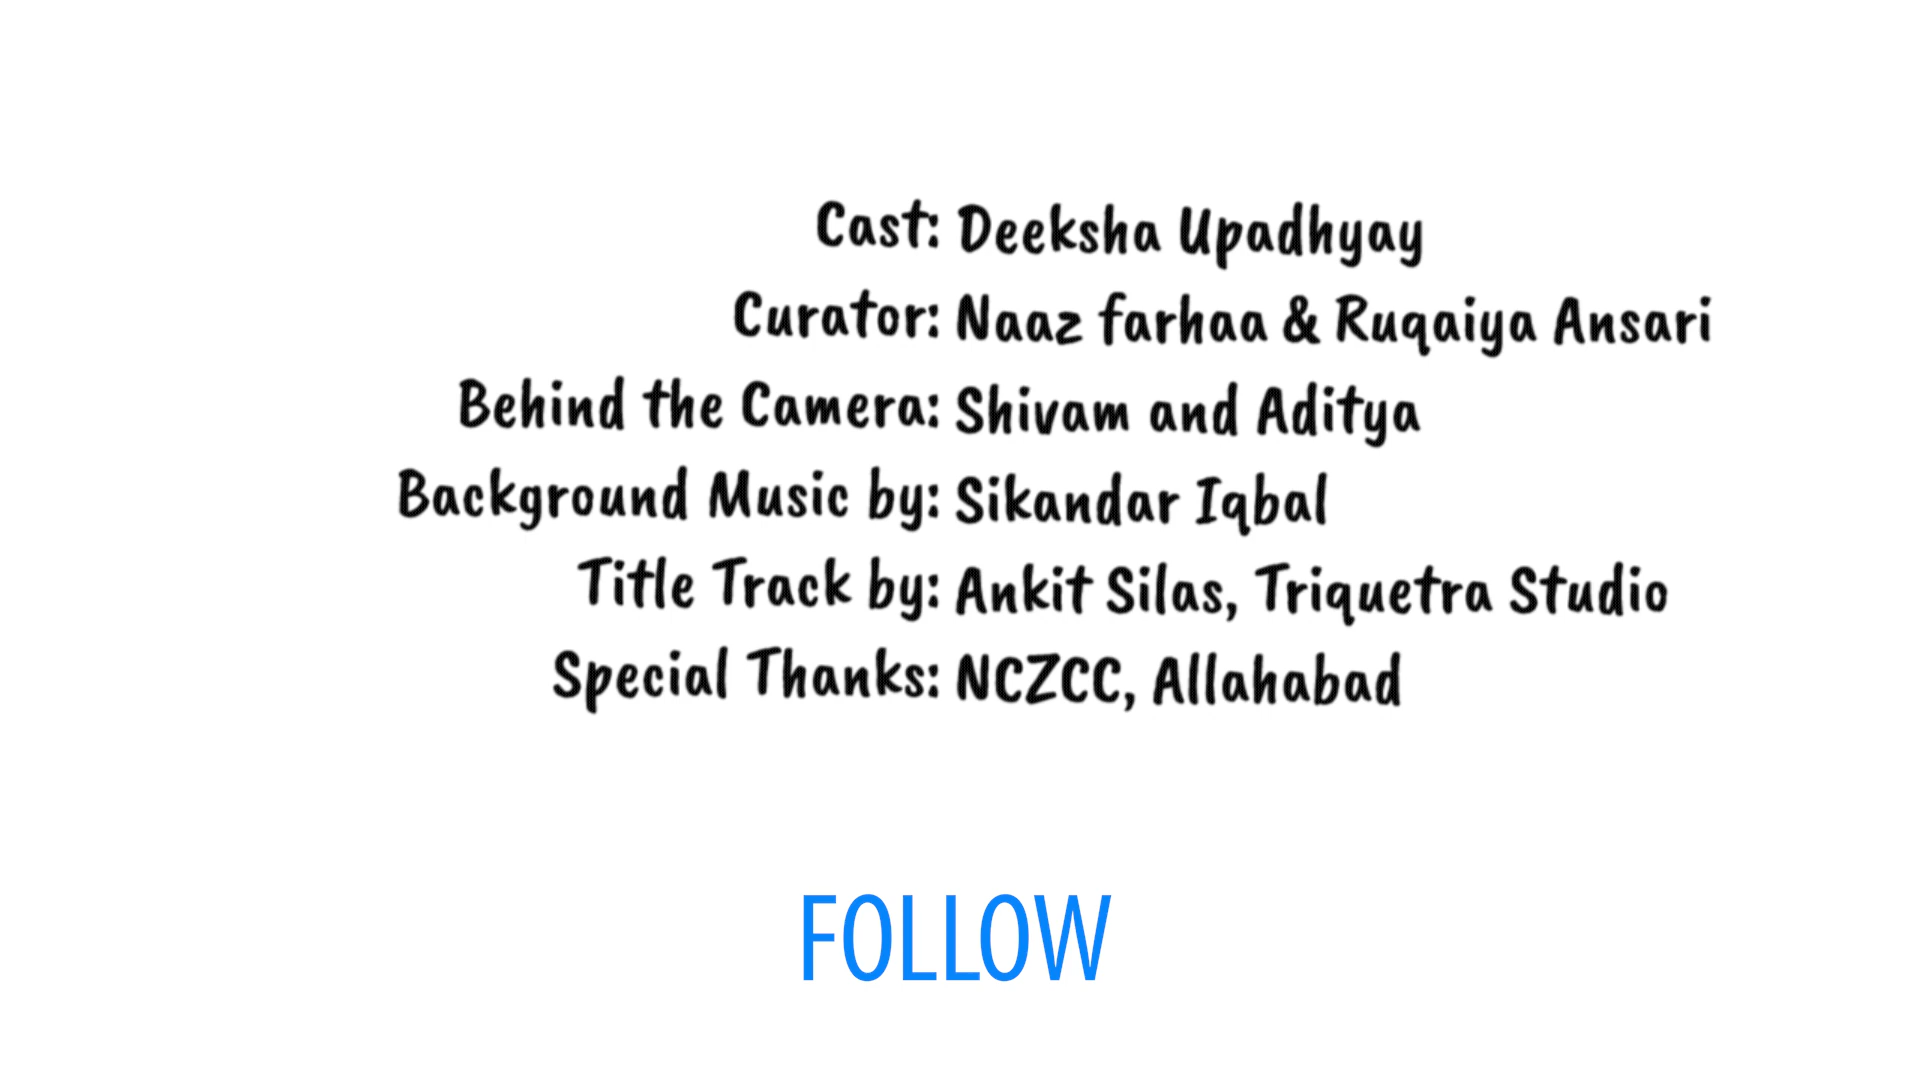 Cast: Deeksha Upadhyay
Curator: Naaz farhaa & Ruqaiya Ansari
Behind the Camera: Shivam and Aditya
Background Music by: Sikandar Iqbal
Title Track by: Ankit Silas, Triquetra Studio
Special Thanks: NCZCC, Allahabad
FOLLOW